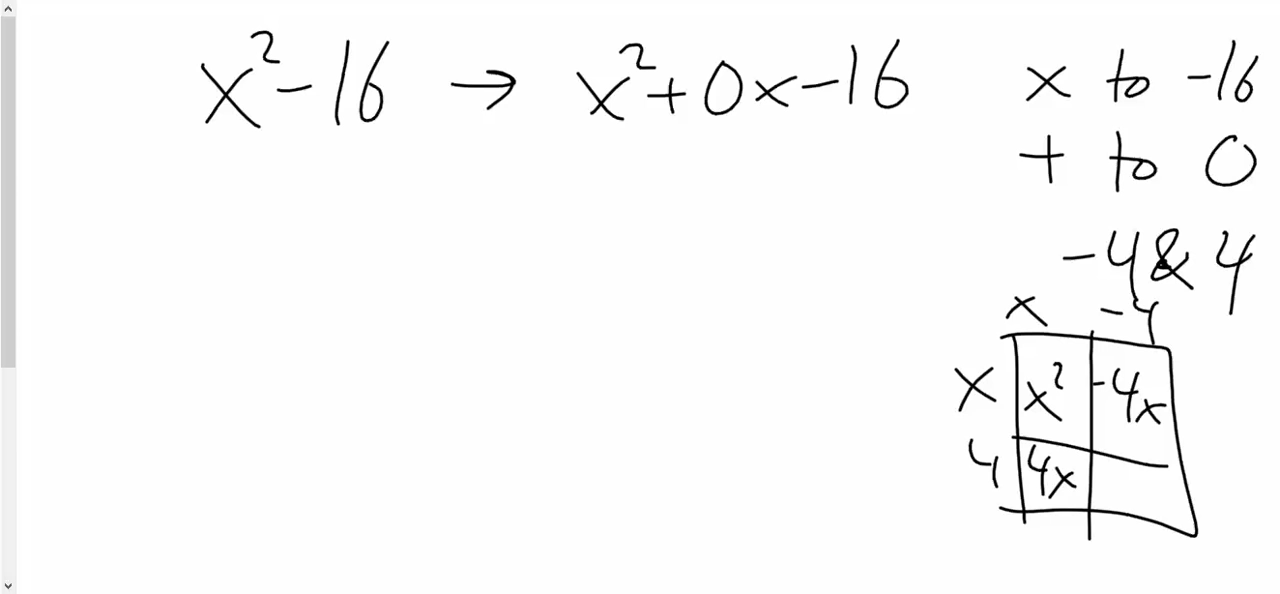 x² - 16 → x² + 0x - 16
x to -16
+ to 0
-4 & 4
x -4
x x² -4x
4 4x